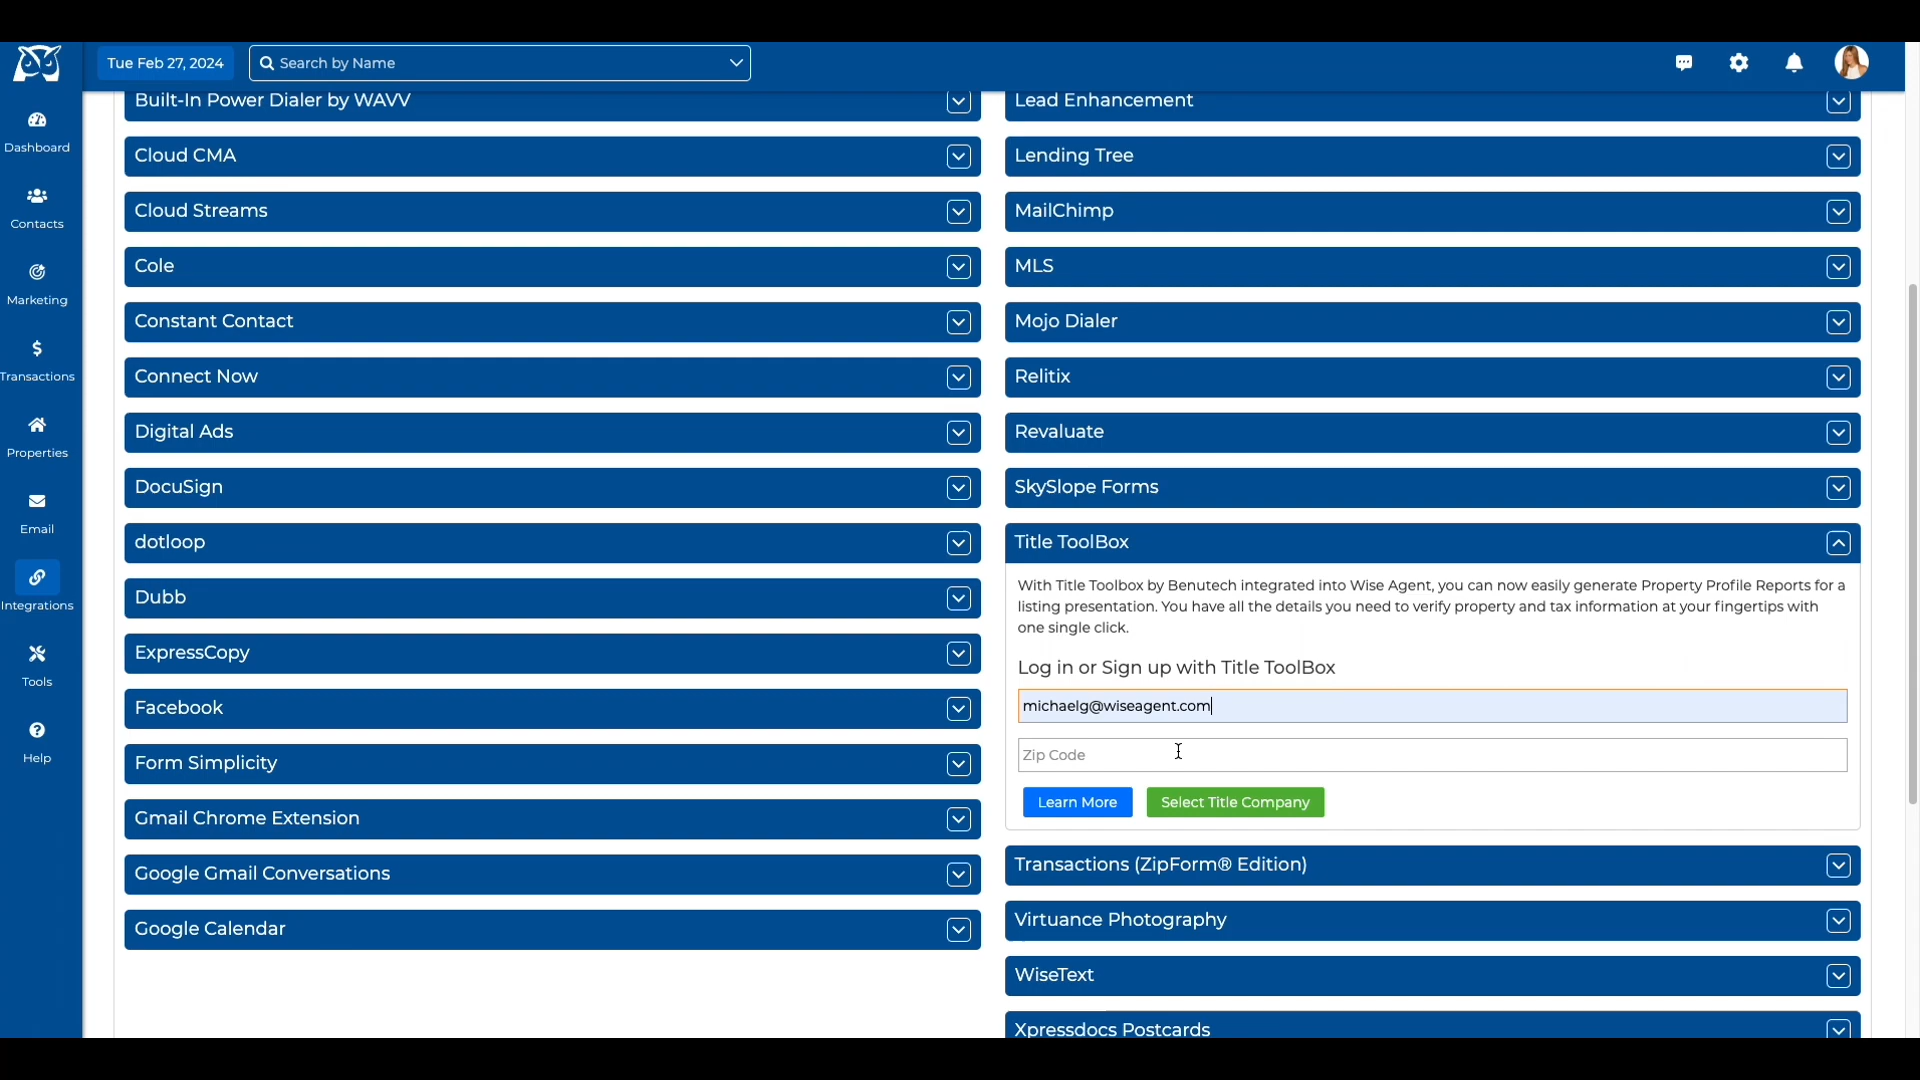 Tue Feb 27, 2024
Search by Name
Dashboard
Contacts
Marketing
Transactions
Properties
Email
Integrations
Tools
Help
Built-In Power Dialer by WAVV
Cloud CMA
Cloud Streams
Cole
Constant Contact
Connect Now
Digital Ads
DocuSign
dotloop
Dubb
ExpressCopy
Facebook
Form Simplicity
Gmail Chrome Extension
Google Gmail Conversations
Google Calendar
Lead Enhancement
Lending Tree
MailChimp
MLS
Mojo Dialer
Relitix
Revaluate
SkySlope Forms
Title ToolBox
With Title Toolbox by Benutech integrated into Wise Agent, you can now easily generate Property Profile Reports for a
listing presentation. You have all the details you need to verify property and tax information at your fingertips with
one single click.
Log in or Sign up with Title ToolBox
michaelg@wiseagent.com
Zip Code
Learn More
Select Title Company
Transactions (ZipForm® Edition)
Virtuance Photography
WiseText
Xpressdocs Postcards